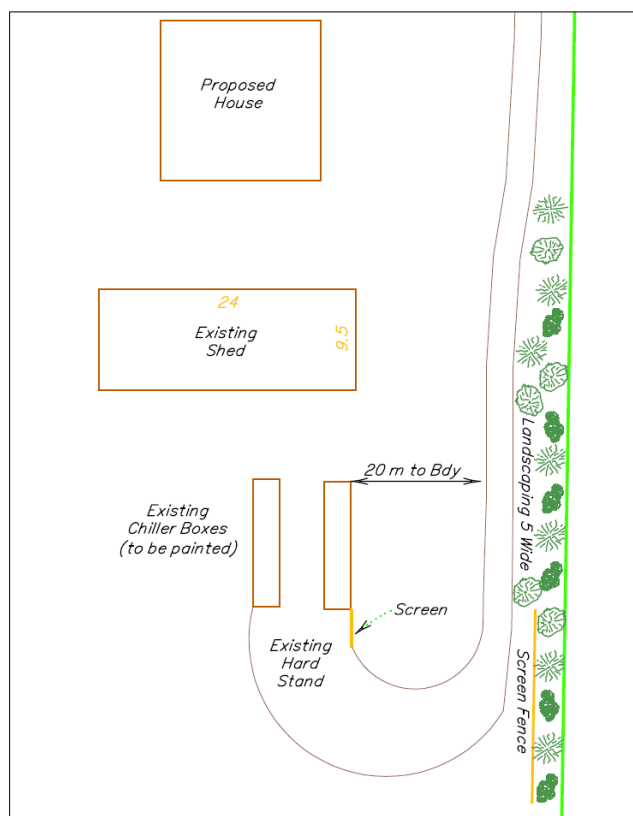 Proposed
House
24
Existing
Shed
9.5
20 m to Bdy
Landscaping 5 Wide
Existing
Chiller Boxes
(to be painted)
Screen
Existing
Hard
Stand
Screen Fence